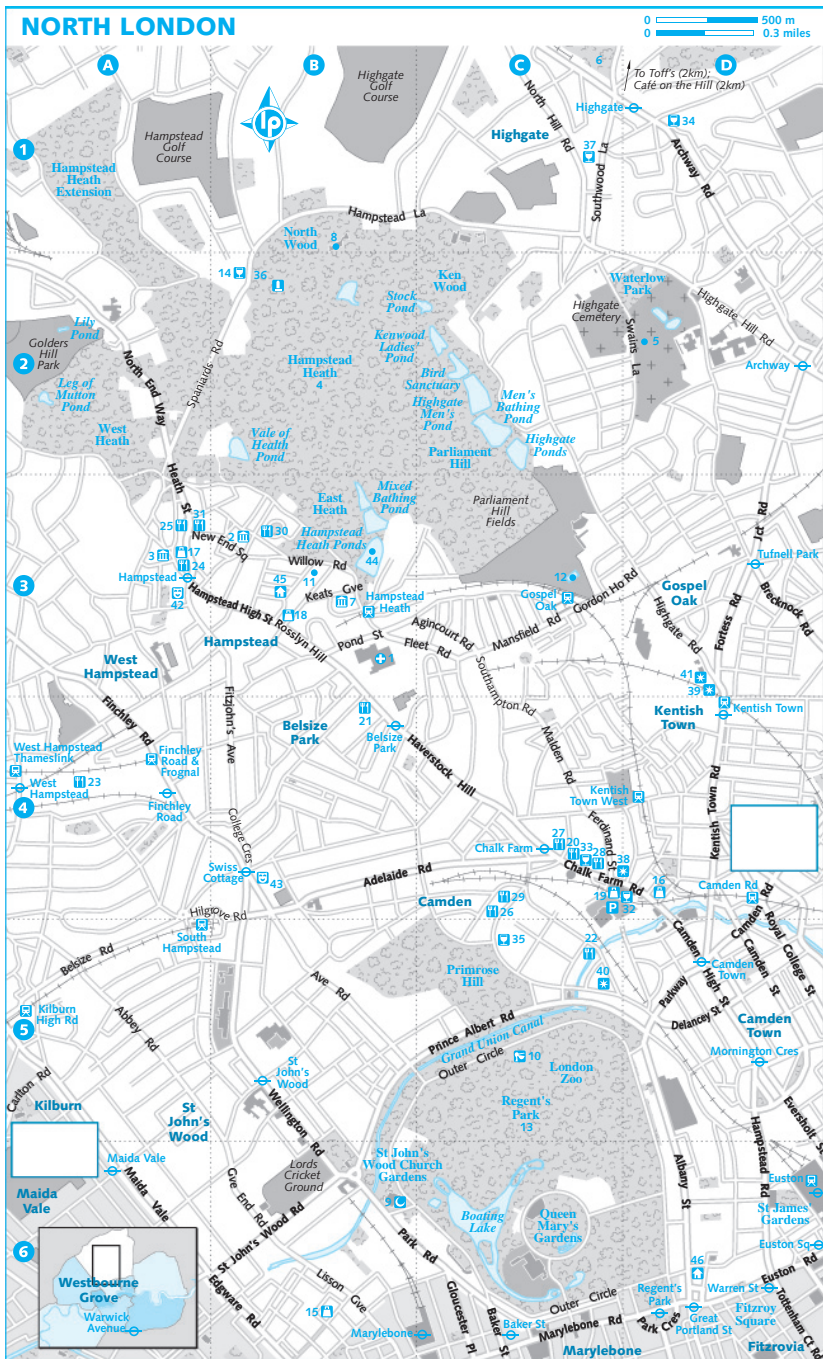 NORTH LONDON
0 500 m
0 0.3 miles
A
B
C
D
1
2
3
4
5
6
lp
6
To Toff's (2km);
Café on the Hill (2km)
Highgate
Golf
Course
Hampstead
Golf
Course
Highgate
Highgate
North Hill Rd
34
37
Southwood La
Archway Rd
Hampstead
Heath
Extension
Hampstead La
North
Wood
8
14
36
Ken
Wood
Stock
Pond
Waterlow
Park
Highgate
Cemetery
Swains La
5
Highgate Hill Rd
Archway
Lily
Pond
Golders
Hill
Park
Leg of
Mutton
Pond
West
Heath
North End Way
Spaniards Rd
Kenwood
Ladies'
Pond
Hampstead
Heath
4
Bird
Sanctuary
Highgate
Men's
Pond
Men's
Bathing
Pond
Highgate
Ponds
Vale of
Health
Pond
Parliament
Hill
Heath St
Mixed
Bathing
Pond
East
Heath
Parliament
Hill
Fields
31
25
New End Sq
2
30
Hampstead
Heath Ponds
44
3
17
24
Hampstead
42
Willow Rd
11
45
Keats Gve
7
Hampstead
Heath
18
Hampstead High St
Rosslyn Hill
12
Gospel
Oak
Gordon Ho Rd
Gospel
Oak
Jct Rd
Tufnell Park
Brecknock Rd
Fortess Rd
Highgate Rd
Hampstead
West
Hampstead
Pond St
Fleet Rd
Agincourt Rd
Mansfield Rd
1
Southampton Rd
41
39
Kentish Town
Kentish
Town
Finchley Rd
Fitzjohn's Ave
Belsize
Park
21
Belsize
Park
Haverstock Hill
Malden Rd
West Hampstead
Thameslink
West
Hampstead
23
Finchley
Road &
Frognal
Finchley
Road
Kentish
Town West
Kentish Town Rd
College Cres
Swiss
Cottage
43
Adelaide Rd
Chalk Farm
27
20
33
28
Ferdinand St
38
Chalk Farm Rd
19
32
16
Camden Rd
Camden Rd
Hilgrove Rd
South
Hampstead
Belsize Rd
Camden
29
26
35
22
40
Primrose
Hill
Camden High St
Camden
Town
Camden St
Royal College St
Parkway
Delancey St
Camden
Town
Mornington Cres
Kilburn
High Rd
Abbey Rd
Ave Rd
Prince Albert Rd
Grand Union Canal
Outer Circle
10
London
Zoo
Regent's
Park
13
Carlton Rd
Kilburn
St
John's
Wood
St
John's
Wood
Wellington Rd
Eversholt St
Hampstead Rd
Albany St
Maida Vale
Maida
Vale
Maida Vale
Gve End Rd
Lords
Cricket
Ground
St John's
Wood Church
Gardens
9
Boating
Lake
Queen
Mary's
Gardens
Euston
St James
Gardens
Euston Sq
St John's Wood Rd
Park Rd
Edgware Rd
Lisson Gve
15
Westbourne
Grove
Warwick
Avenue
46
Euston Rd
Warren St
Regent's
Park
Park Cres
Great
Portland St
Fitzroy
Square
Tottenham Ct Rd
Fitzrovia
Gloucester Pl
Baker St
Baker St
Outer Circle
Marylebone Rd
Marylebone
Marylebone